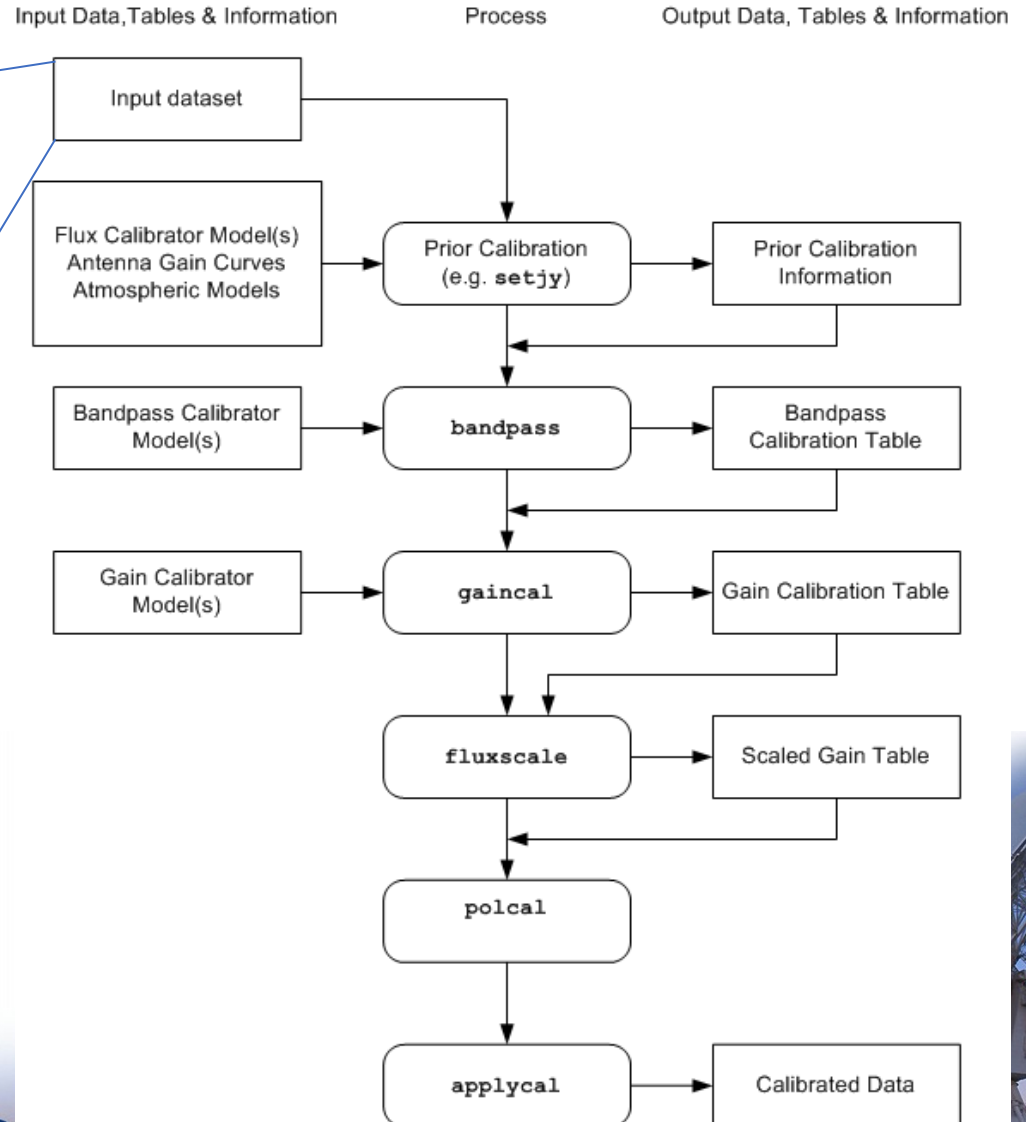 Input Data,Tables & Information
Process
Output Data, Tables & Information
Input dataset
Flux Calibrator Model(s)
Antenna Gain Curves
Atmospheric Models
Prior Calibration
(e.g. setjy)
Prior Calibration
Information
Bandpass Calibrator
Model(s)
bandpass
Bandpass
Calibration Table
Gain Calibrator
Model(s)
gaincal
Gain Calibration Table
fluxscale
Scaled Gain Table
polcal
applycal
Calibrated Data